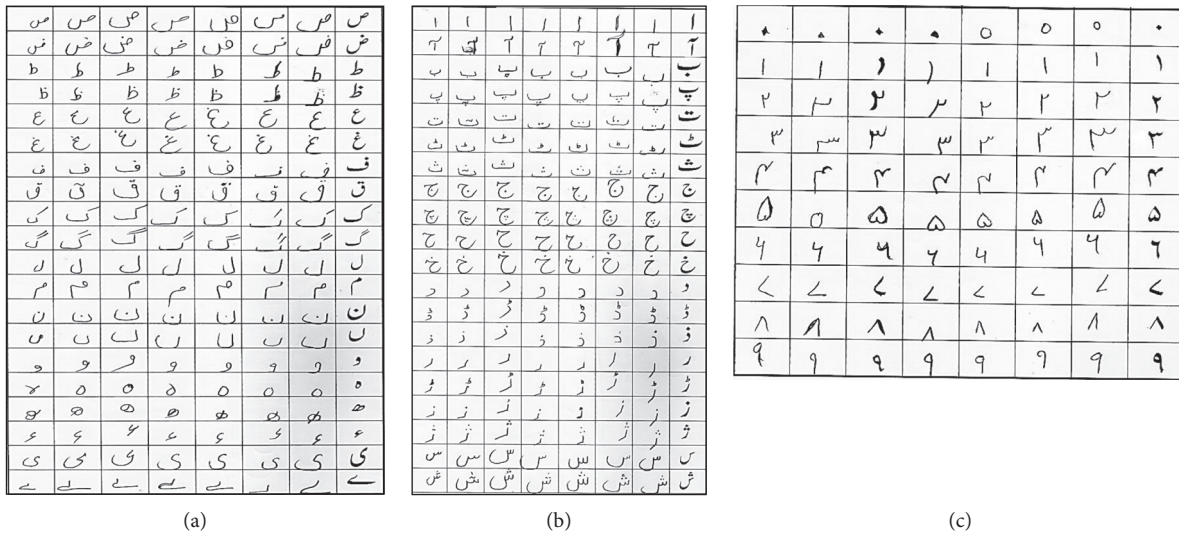 ص ص ص ص ص ص ص ص
ض ض ض ض ض ض ض ض
ط ط ط ط ط ط ط ط
ظ ظ ظ ظ ظ ظ ظ ظ
ع ع ع ع ع ع ع ع
غ غ غ غ غ غ غ غ
ف ف ف ف ف ف ف ف
ق ق ق ق ق ق ق ق
ک ک ک ک ک ک ک ک
گ گ گ گ گ گ گ گ
ل ل ل ل ل ل ل ل
م م م م م م م م
ن ن ن ن ن ن ن ن
ں ں ں ں ں ں ں ں
و و و و و و و و
ہ ہ ہ ہ ہ ہ ہ ہ
ھ ھ ھ ھ ھ ھ ھ ھ
ء ء ء ء ء ء ء ء
ی ی ی ی ی ی ی ی
ے ے ے ے ے ے ے ے
(a)
ا ا ا ا ا ا ا ا
آ آ آ آ آ آ آ آ
ب ب ب ب ب ب ب ب
پ پ پ پ پ پ پ پ
ت ت ت ت ت ت ت ت
ٹ ٹ ٹ ٹ ٹ ٹ ٹ ٹ
ث ث ث ث ث ث ث ث
ج ج ج ج ج ج ج ج
چ چ چ چ چ چ چ چ
ح ح ح ح ح ح ح ح
خ خ خ خ خ خ خ خ
د د د د د د د د
ڈ ڈ ڈ ڈ ڈ ڈ ڈ ڈ
ذ ذ ذ ذ ذ ذ ذ ذ
ر ر ر ر ر ر ر ر
ڑ ڑ ڑ ڑ ڑ ڑ ڑ ڑ
ز ز ز ز ز ز ز ز
ژ ژ ژ ژ ژ ژ ژ ژ
س س س س س س س س
ش ش ش ش ش ش ش ش
(b)
۰ ۰ ۰ ۰ ۰ ۰ ۰ ۰
۱ ۱ ۱ ۱ ۱ ۱ ۱ ۱
۲ ۲ ۲ ۲ ۲ ۲ ۲ ۲
۳ ۳ ۳ ۳ ۳ ۳ ۳ ۳
۴ ۴ ۴ ۴ ۴ ۴ ۴ ۴
۵ ۵ ۵ ۵ ۵ ۵ ۵ ۵
۶ ۶ ۶ ۶ ۶ ۶ ۶ ۶
۷ ۷ ۷ ۷ ۷ ۷ ۷ ۷
۸ ۸ ۸ ۸ ۸ ۸ ۸ ۸
۹ ۹ ۹ ۹ ۹ ۹ ۹ ۹
(c)